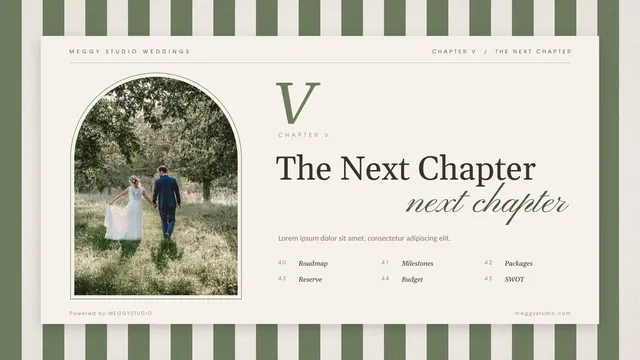 MEGGY STUDIO WEDDINGS
CHAPTER V / THE NEXT CHAPTER
V
CHAPTER V
The Next Chapter
next chapter
Lorem ipsum dolor sit amet, consectetur adipiscing elit.
40 Roadmap 41 Milestones 42 Packages
43 Reserve 44 Budget 45 SWOT
Powered by MEGGYSTUDIO
meggystudio.com